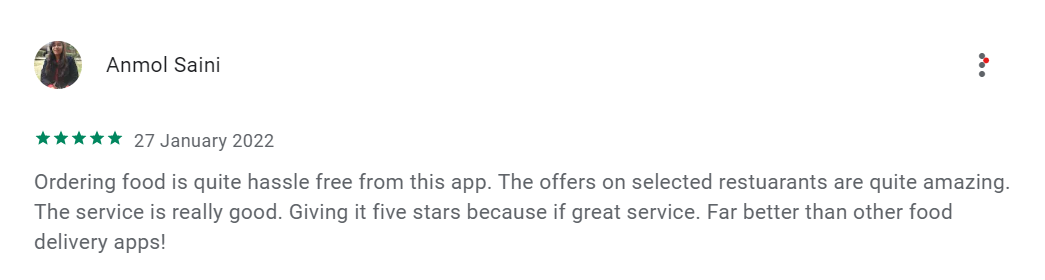 Anmol Saini
27 January 2022
Ordering food is quite hassle free from this app. The offers on selected restuarants are quite amazing.
The service is really good. Giving it five stars because if great service. Far better than other food
delivery apps!